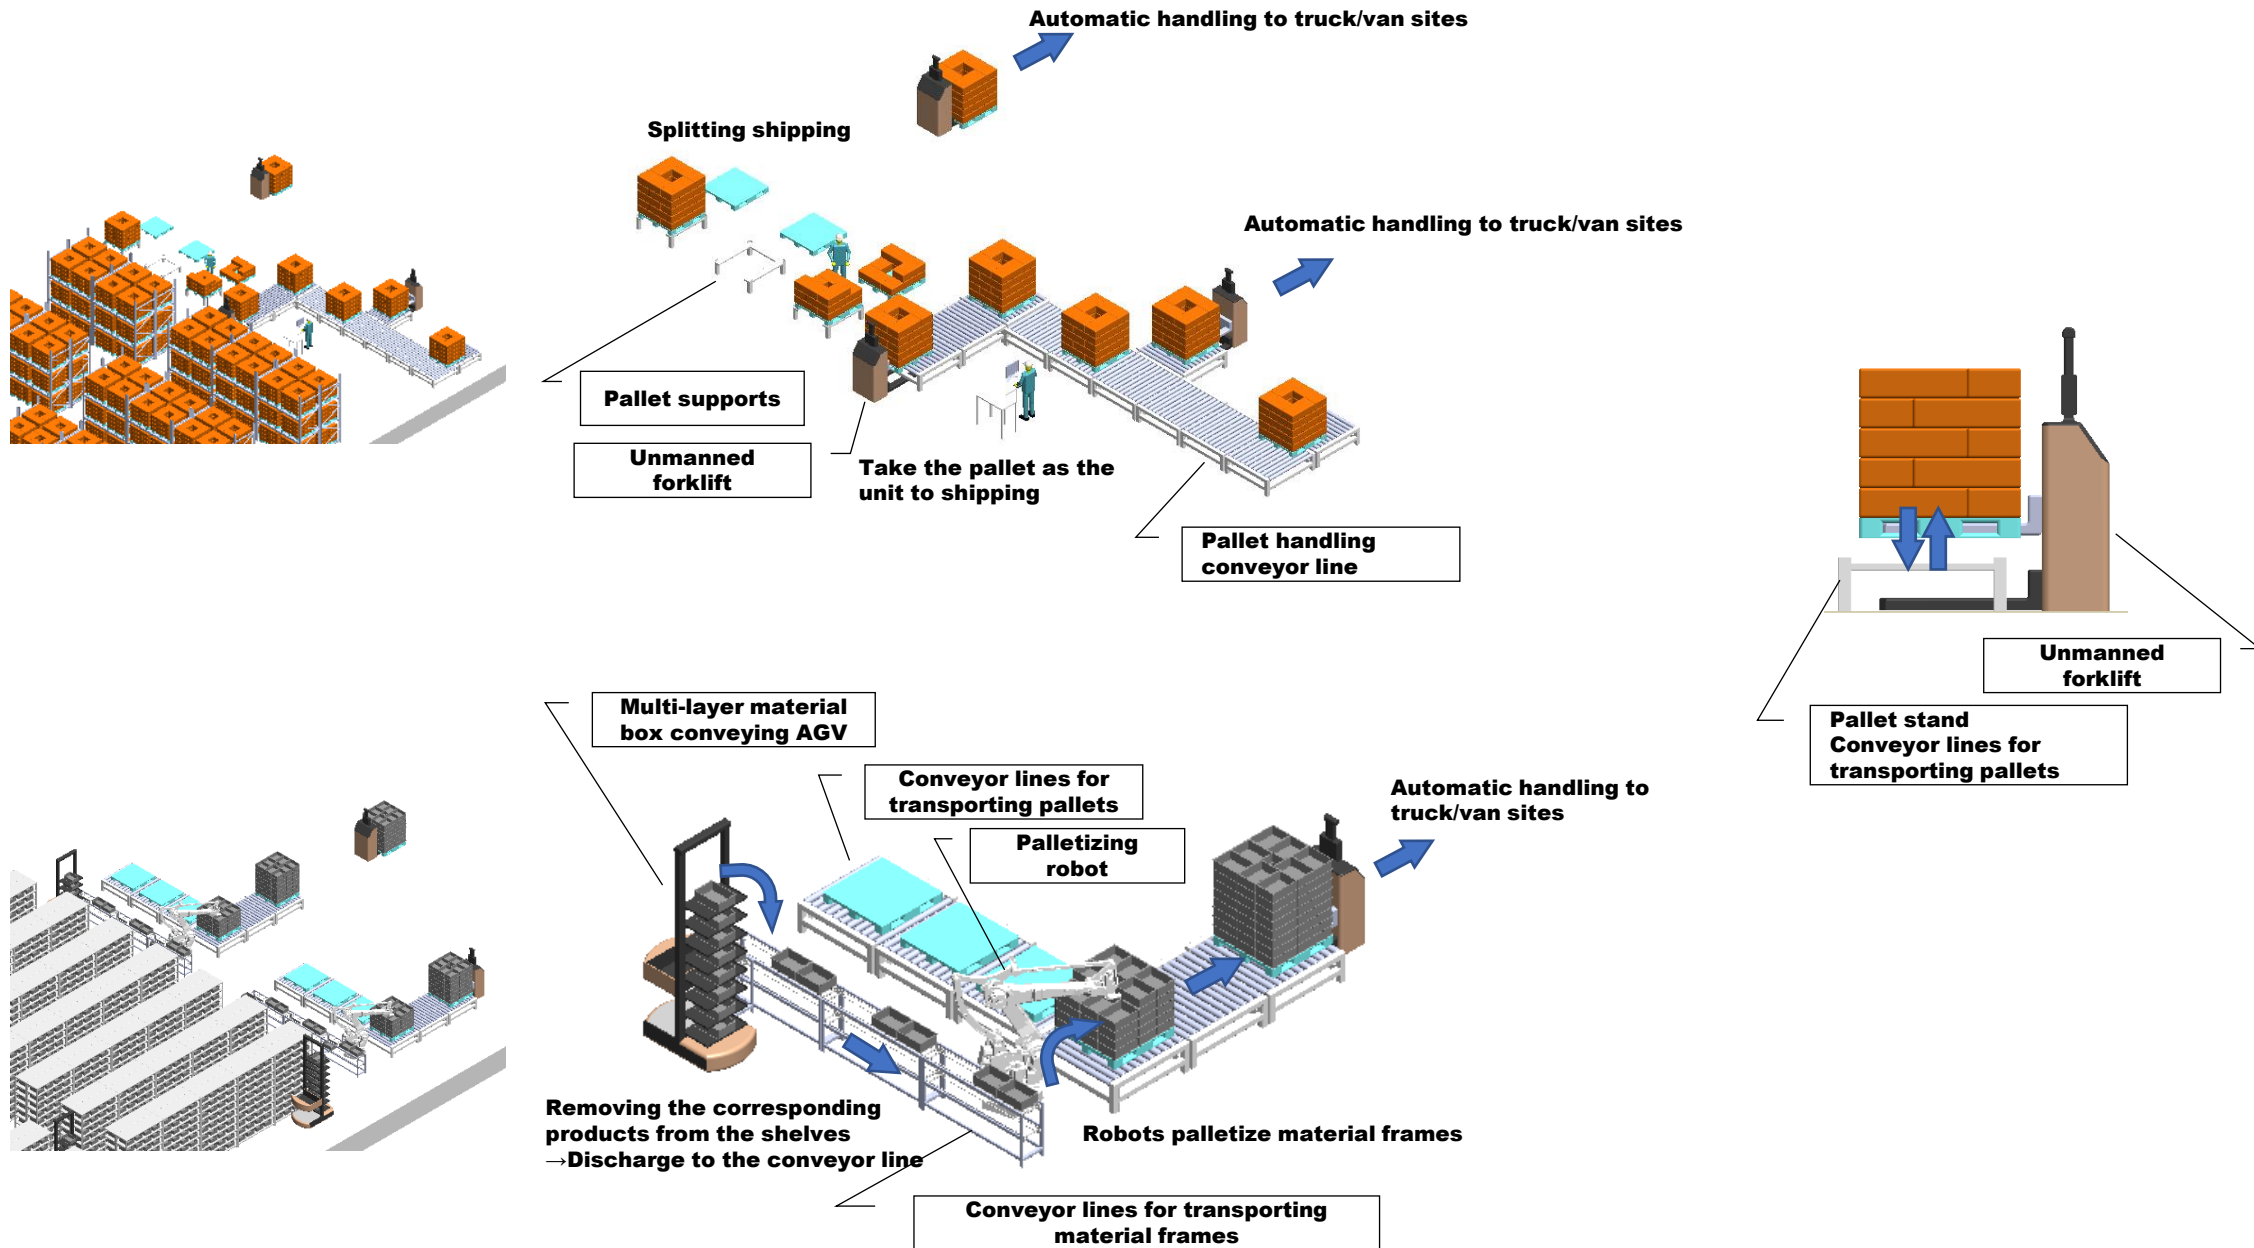 Automatic handling to truck/van sites
Splitting shipping
Automatic handling to truck/van sites
Pallet supports
Unmanned
forklift
Take the pallet as the
unit to shipping
Pallet handling
conveyor line
Unmanned
forklift
Pallet stand
Conveyor lines for
transporting pallets
Multi-layer material
box conveying AGV
Conveyor lines for
transporting pallets
Palletizing
robot
Automatic handling to
truck/van sites
Removing the corresponding
products from the shelves
→Discharge to the conveyor line
Robots palletize material frames
Conveyor lines for transporting
material frames